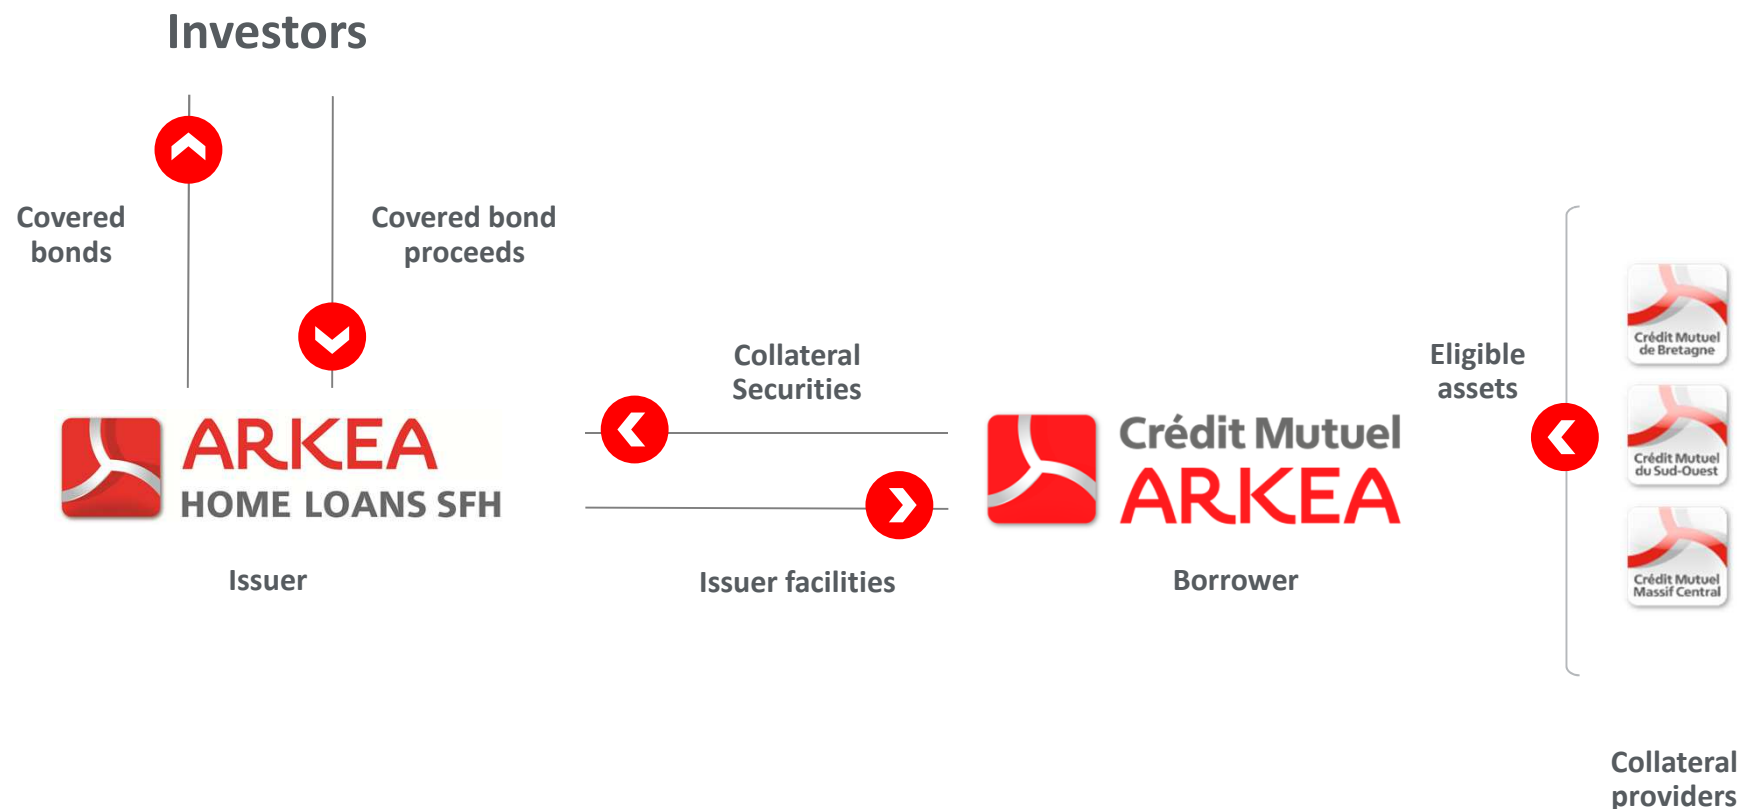 Investors
Covered
bonds
Covered bond
proceeds
Collateral
Securities
Eligible
assets
Crédit Mutuel
de Bretagne
Crédit Mutuel
du Sud-Ouest
Crédit Mutuel
Massif Central
ARKEA
HOME LOANS SFH
Crédit Mutuel
ARKEA
Issuer
Issuer facilities
Borrower
Collateral
providers